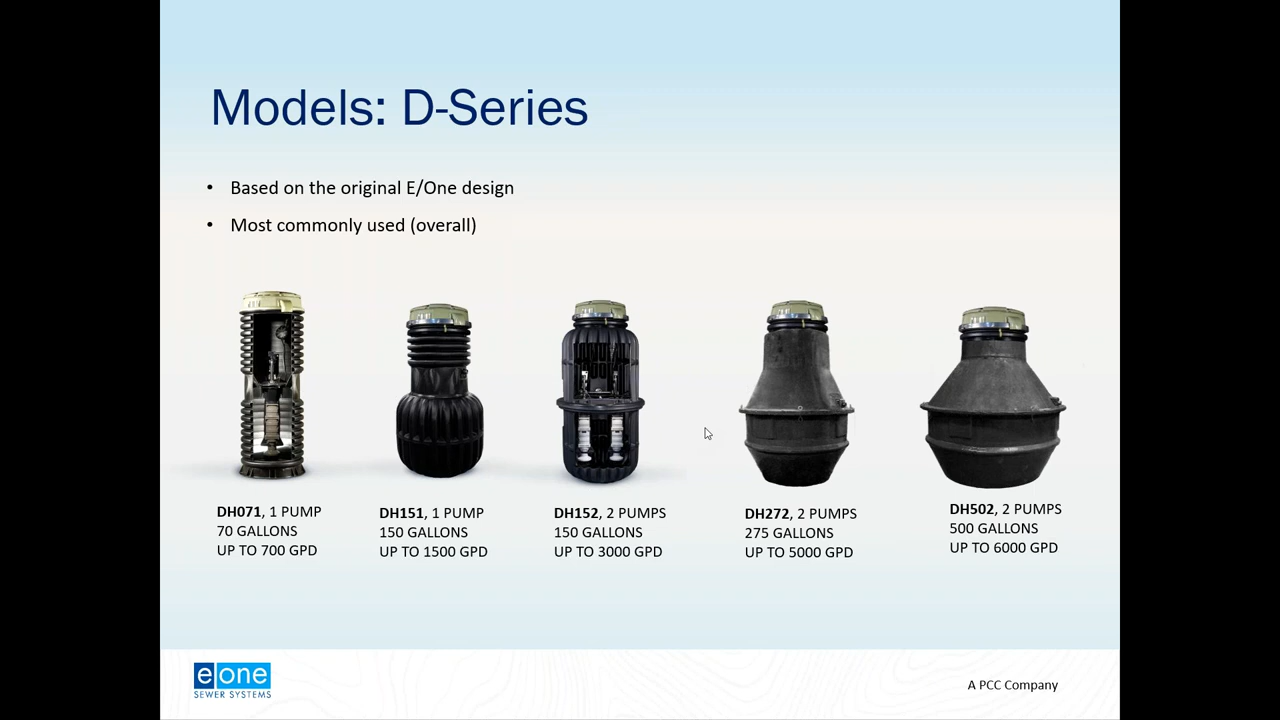 Models: D-Series
• Based on the original E/One design
• Most commonly used (overall)
DH071, 1 PUMP
70 GALLONS
UP TO 700 GPD
DH151, 1 PUMP
150 GALLONS
UP TO 1500 GPD
DH152, 2 PUMPS
150 GALLONS
UP TO 3000 GPD
DH272, 2 PUMPS
275 GALLONS
UP TO 5000 GPD
DH502, 2 PUMPS
500 GALLONS
UP TO 6000 GPD
e one
SEWER SYSTEMS
A PCC Company